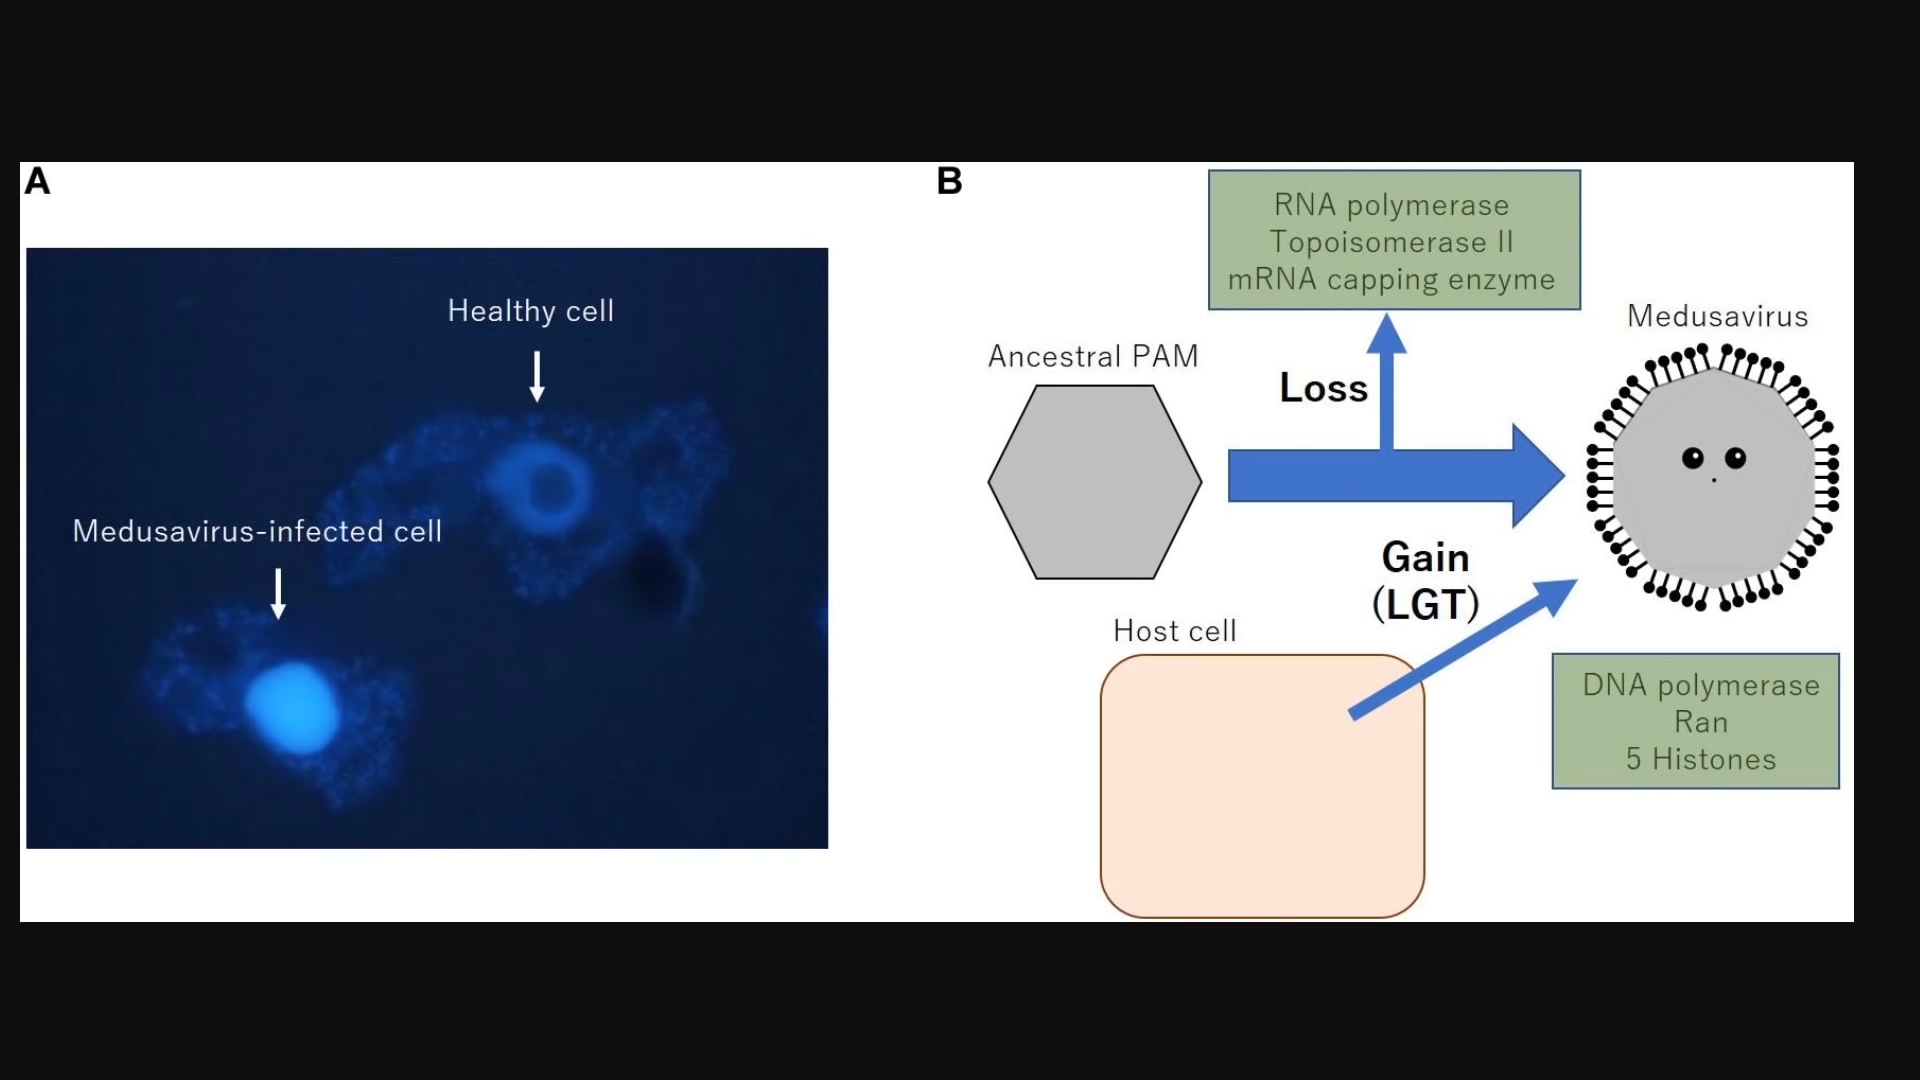 A
Healthy cell
Medusavirus-infected cell
B
RNA polymerase
Topoisomerase II
mRNA capping enzyme
Medusavirus
Ancestral PAM
Loss
Gain
(LGT)
Host cell
DNA polymerase
Ran
5 Histones